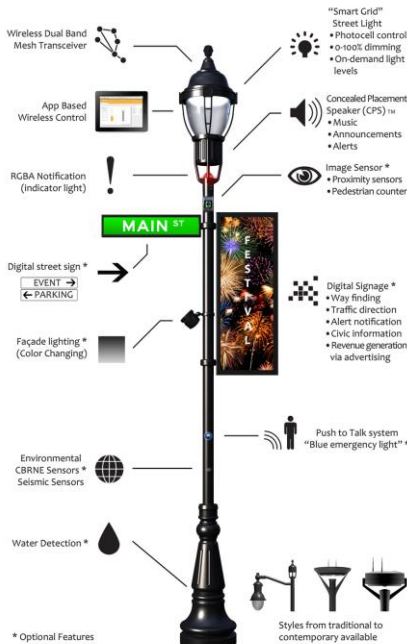 Wireless Dual Band
Mesh Transceiver
"Smart Grid"
Street Light
• Photocell control
• 0-100% dimming
• On-demand light
levels
App Based
Wireless Control
Concealed Placement
Speaker (CPS) TM
• Music
• Announcements
• Alerts
RGBA Notification
(indicator light)
Image Sensor *
• Proximity sensors
• Pedestrian counter
MAIN ST
FESTIVAL
Digital street sign *
EVENT →
← PARKING
Digital Signage *
• Way finding
• Traffic direction
• Alert notification
• Civic information
• Revenue generation
via advertising
Façade lighting *
(Color Changing)
Push to Talk system
"Blue emergency light" *
Environmental
CBRNE Sensors *
Seismic Sensors
Water Detection *
* Optional Features
Styles from traditional to
contemporary available